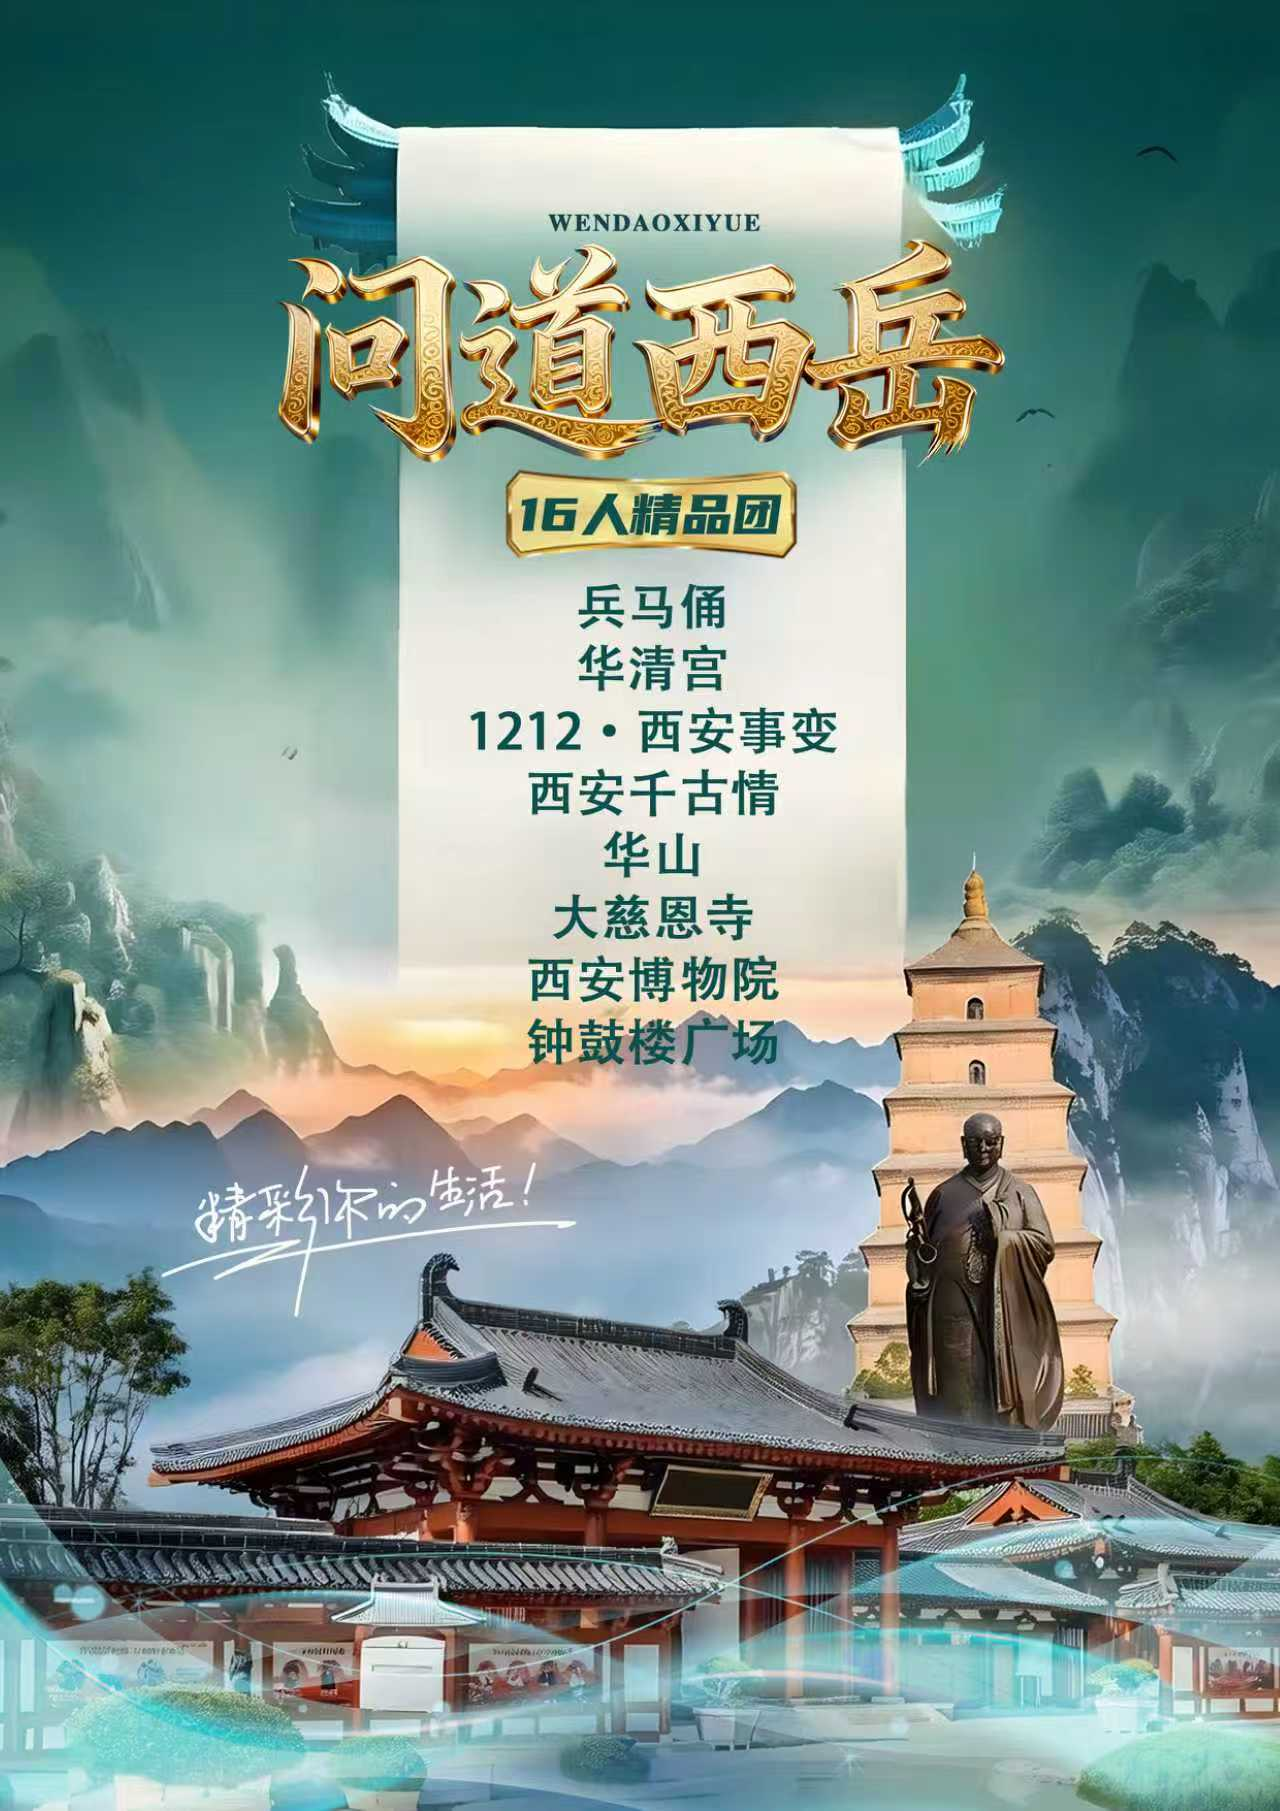 WENDAOXIYUE
问道西岳
16人精品团
兵马俑
华清宫
1212·西安事变
西安千古情
华山
大慈恩寺
西安博物院
钟鼓楼广场
精彩你的生活!